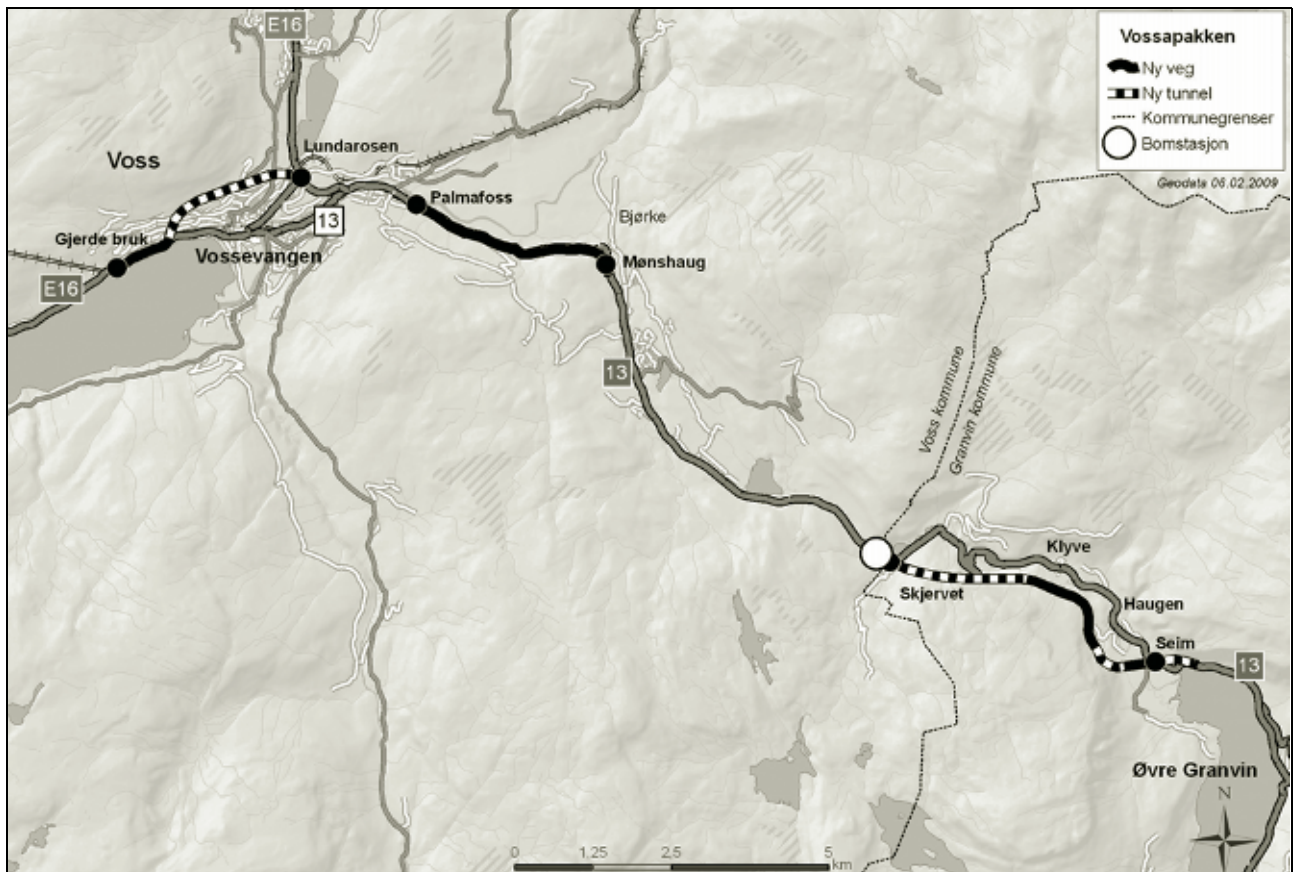 E16
Vossapakken
Ny veg
Ny tunnel
Kommunegrenser
Bomstasjon
Geodata 06.02.2009
Lundarosen
Voss
Palmafoss
13
Bjørke
Gjerde bruk
Vossevangen
Mønshaug
E16
13
Voss kommune
Granvin kommune
Klyve
Skjervet
Haugen
Seim
13
Øvre Granvin
N
0 1,25 2,5 5
km